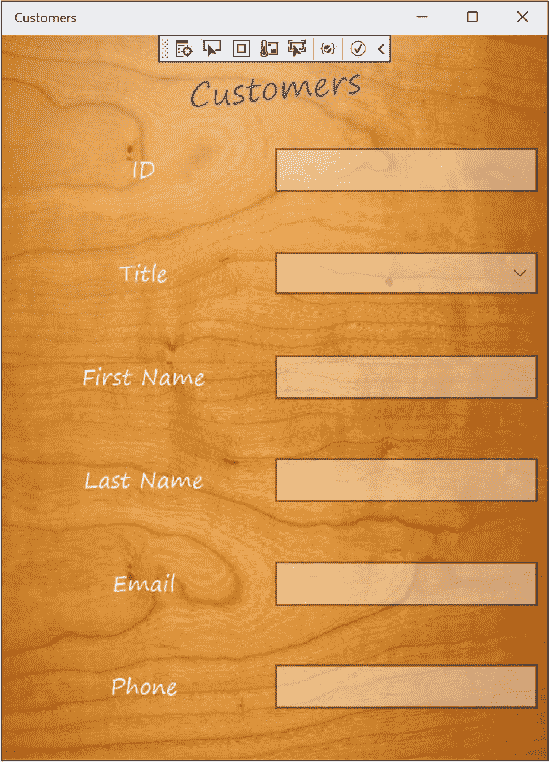 Customers
Customers
ID
Title
First Name
Last Name
Email
Phone